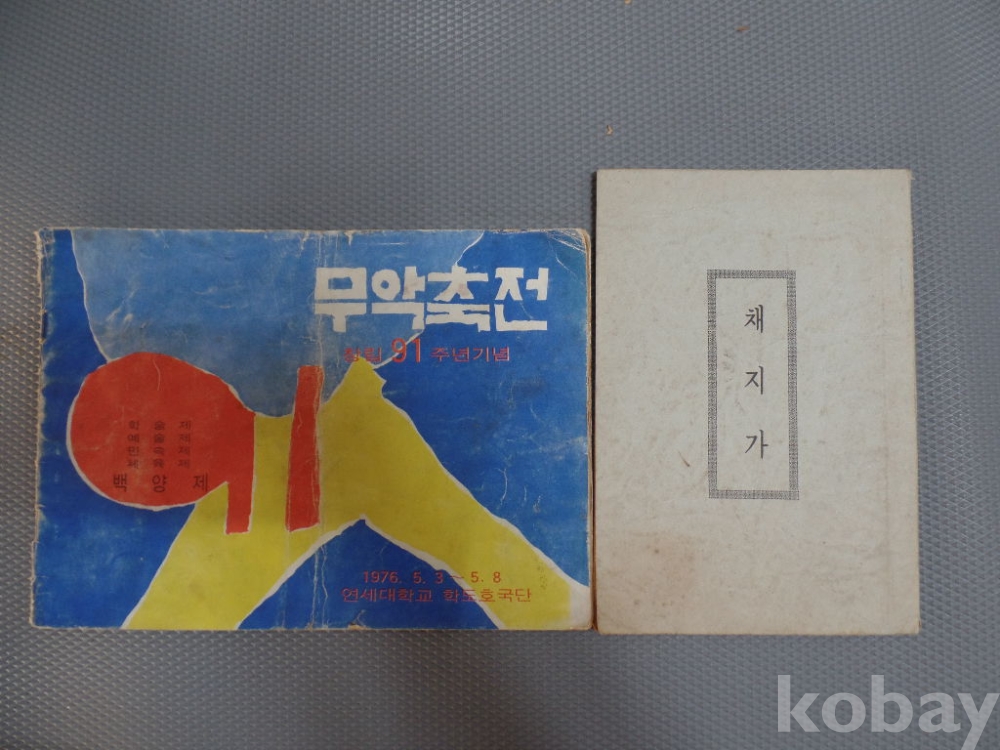 무악축전
창립 91 주년기념
학 술 제
예 술 제
민 속 제
체 육 제
백 양 제
1976. 5. 3~5. 8
연세대학교 학도호국단
채지가
kobay